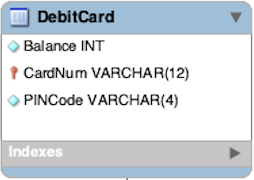 DebitCard
Balance INT
CardNum VARCHAR(12)
PINCode VARCHAR(4)
Indexes